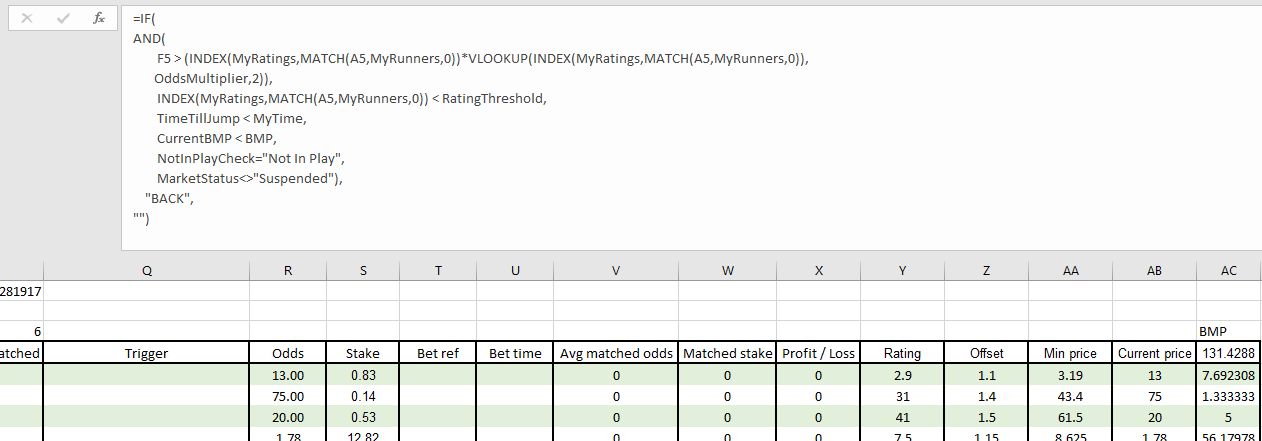 fx
=IF(
AND(
F5 > (INDEX(MyRatings,MATCH(A5,MyRunners,0))*VLOOKUP(INDEX(MyRatings,MATCH(A5,MyRunners,0)),
OddsMultiplier,2)),
INDEX(MyRatings,MATCH(A5,MyRunners,0)) < RatingThreshold,
TimeTillJump < MyTime,
CurrentBMP < BMP,
NotInPlayCheck="Not In Play",
MarketStatus<>"Suspended"),
"BACK",
"")
Q R S T U V W X Y Z AA AB AC
281917
6 BMP
atched Trigger Odds Stake Bet ref Bet time Avg matched odds Matched stake Profit / Loss Rating Offset Min price Current price 131.4288
13.00 0.83 0 0 0 2.9 1.1 3.19 13 7.692308
75.00 0.14 0 0 0 31 1.4 43.4 75 1.333333
20.00 0.53 0 0 0 41 1.5 61.5 20 5
1.78 12.82 0 0 0 7.5 1.15 8.625 1.78 56.17978